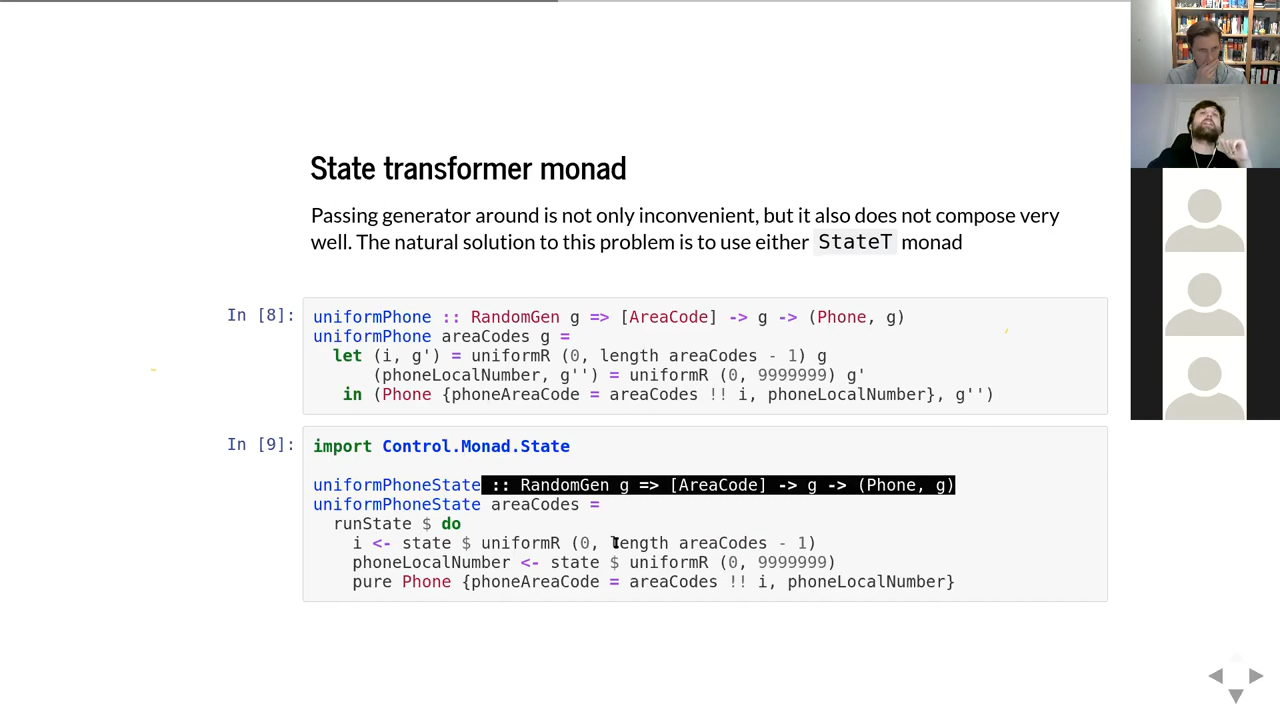 State transformer monad
Passing generator around is not only inconvenient, but it also does not compose very
well. The natural solution to this problem is to use either StateT monad
In [8]:
uniformPhone :: RandomGen g => [AreaCode] -> g -> (Phone, g)
uniformPhone areaCodes g =
let (i, g') = uniformR (0, length areaCodes - 1) g
(phoneLocalNumber, g'') = uniformR (0, 9999999) g'
in (Phone {phoneAreaCode = areaCodes !! i, phoneLocalNumber}, g'')
In [9]:
import Control.Monad.State
uniformPhoneState :: RandomGen g => [AreaCode] -> g -> (Phone, g)
uniformPhoneState areaCodes =
runState $ do
i <- state $ uniformR (0, length areaCodes - 1)
phoneLocalNumber <- state $ uniformR (0, 9999999)
pure Phone {phoneAreaCode = areaCodes !! i, phoneLocalNumber}